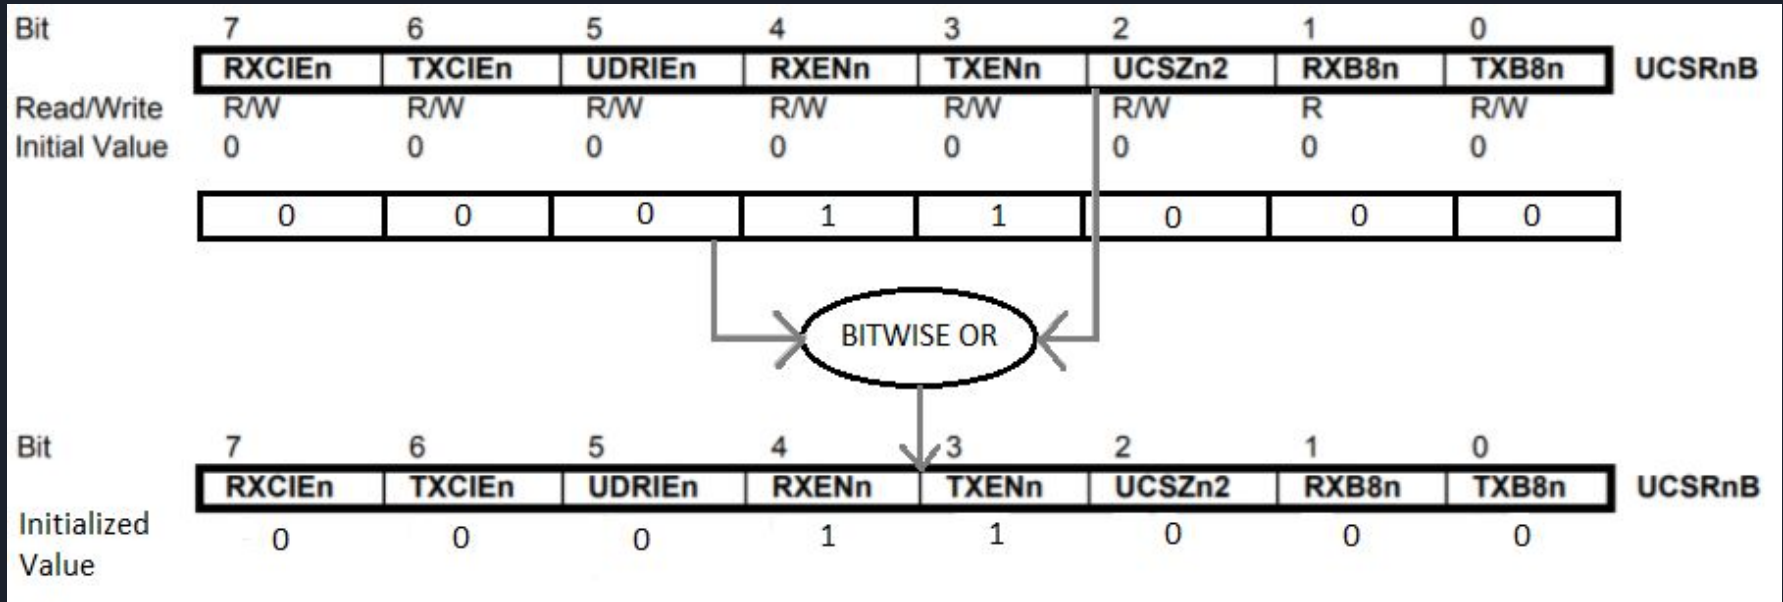 Bit 7 6 5 4 3 2 1 0
RXCIEn TXCIEn UDRIEn RXENn TXENn UCSZn2 RXB8n TXB8n UCSRnB
Read/Write R/W R/W R/W R/W R/W R/W R R/W
Initial Value 0 0 0 0 0 0 0 0
0 0 0 1 1 0 0 0
BITWISE OR
Bit 7 6 5 4 3 2 1 0
RXCIEn TXCIEn UDRIEn RXENn TXENn UCSZn2 RXB8n TXB8n UCSRnB
Initialized
Value 0 0 0 1 1 0 0 0